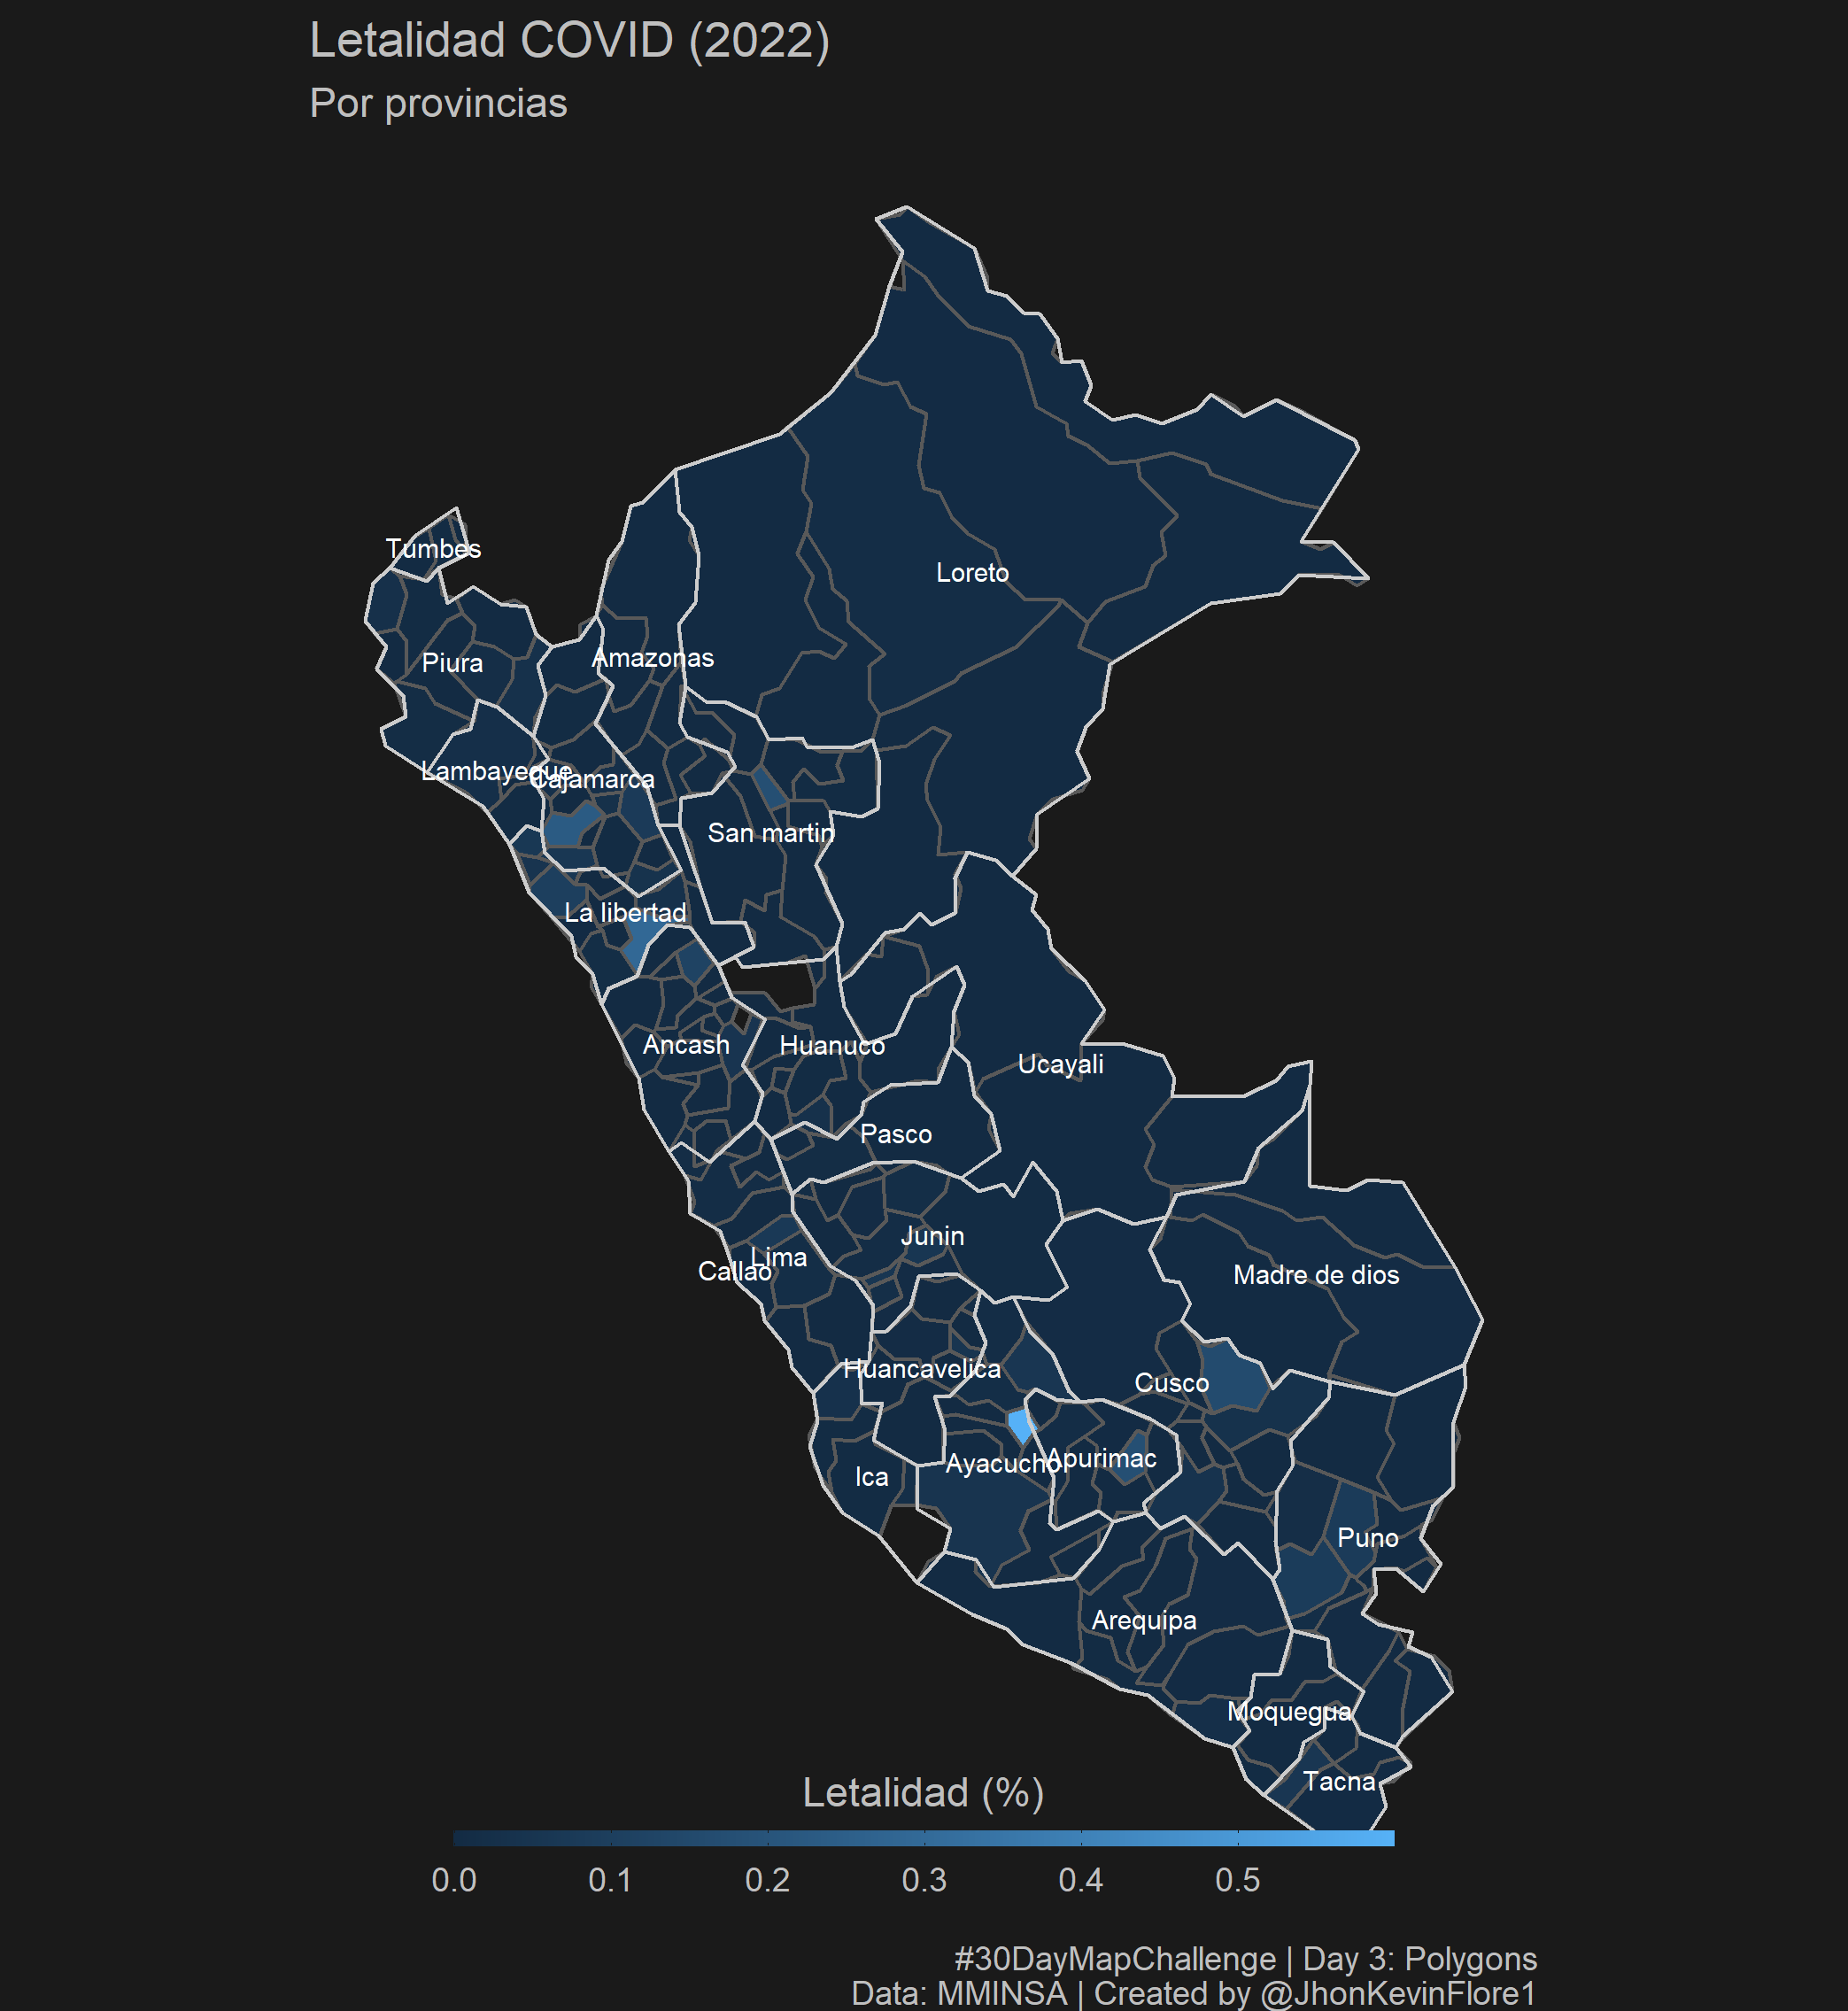 Letalidad COVID (2022)
Por provincias
Tumbes
Loreto
Piura
Amazonas
Lambayeque
Cajamarca
San martin
La libertad
Ancash
Huanuco
Ucayali
Pasco
Junin
Lima
Callao
Madre de dios
Huancavelica
Cusco
Ayacucho
Apurimac
Ica
Puno
Arequipa
Moquegua
Tacna
Letalidad (%)
0.0 0.1 0.2 0.3 0.4 0.5
#30DayMapChallenge | Day 3: Polygons
Data: MMINSA | Created by @JhonKevinFlore1